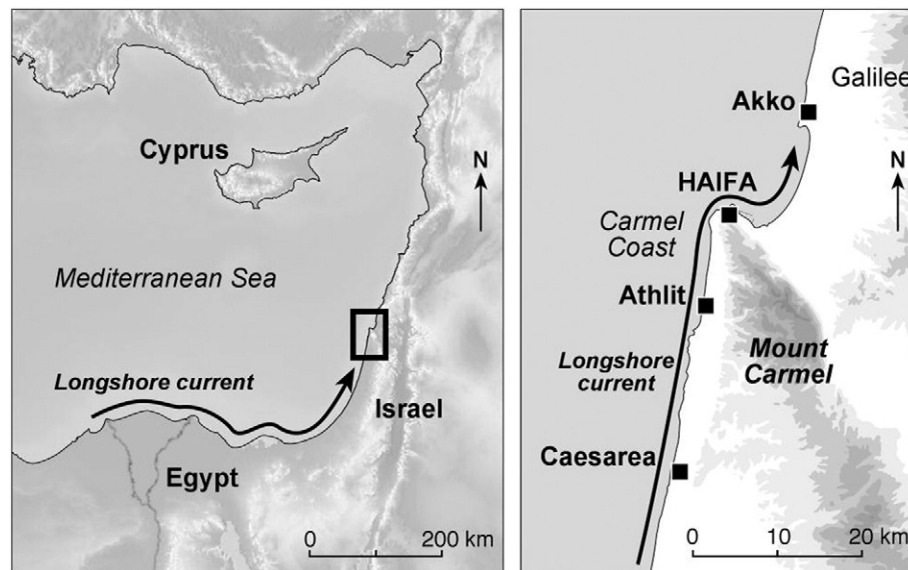 Cyprus
N
Mediterranean Sea
Longshore current
Israel
Egypt
0 200 km
Galilee
Akko
N
HAIFA
Carmel
Coast
Athlit
Longshore
current
Mount
Carmel
Caesarea
0 10 20 km